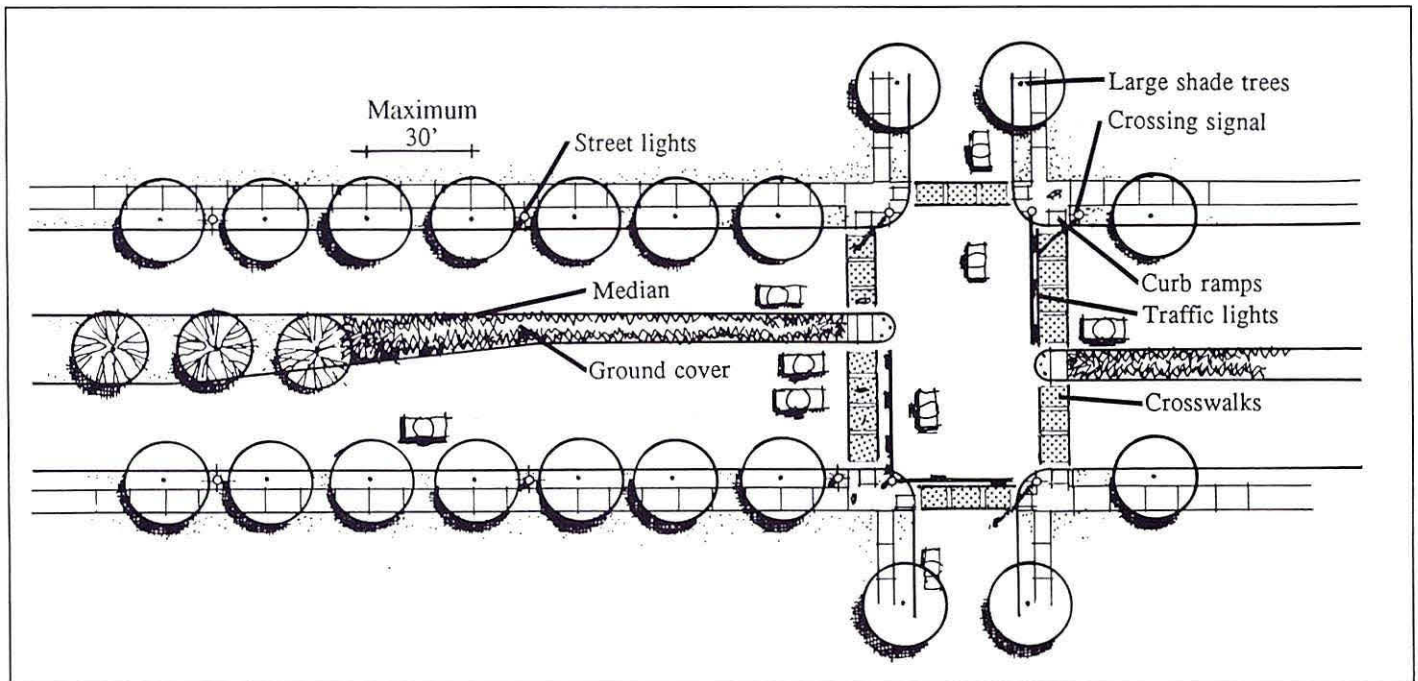 Large shade trees
Maximum
30'
Crossing signal
Street lights
Median
Curb ramps
Traffic lights
Ground cover
Crosswalks